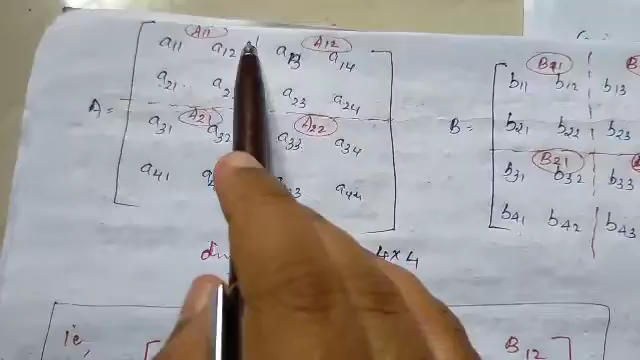 A11 A12 B11
a11 a12 a13 a14 b11 b12 b13
a21 a23 a24
A = A21 A22 B = b21 b22 b23
a31 a32 a33 a34 B21
b31 b32 b33
a41 a44
b41 b42 b43
4×4
ie,
B12